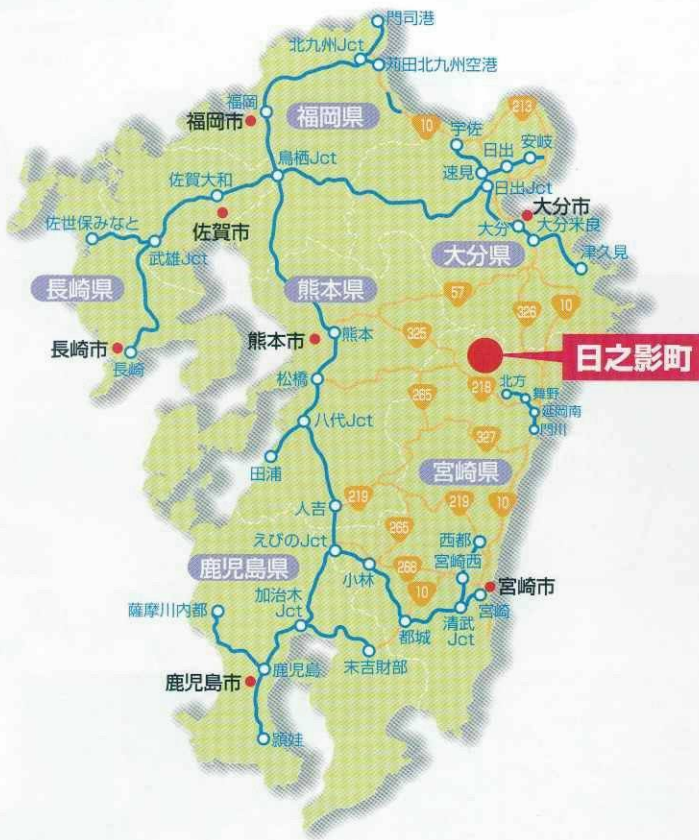 門司港
北九州Jct
苅田北九州空港
福岡
福岡市
福岡県
10
213
宇佐
日出
安岐
鳥栖Jct
速見
日出Jct
佐賀大和
佐賀市
大分市
大分
大分米良
佐世保みなと
武雄Jct
大分県
津久見
長崎県
熊本県
57
326
10
325
長崎市
長崎
熊本市
熊本
日之影町
松橋
265
218
北方
舞野
延岡南
門川
八代Jct
327
田浦
宮崎県
人吉
219
219
10
265
えびのJct
西都
鹿児島県
小林
268
宮崎西
宮崎市
加治木
Jct
10
宮崎
薩摩川内都
都城
清武
Jct
末吉財部
鹿児島
鹿児島市
頴娃